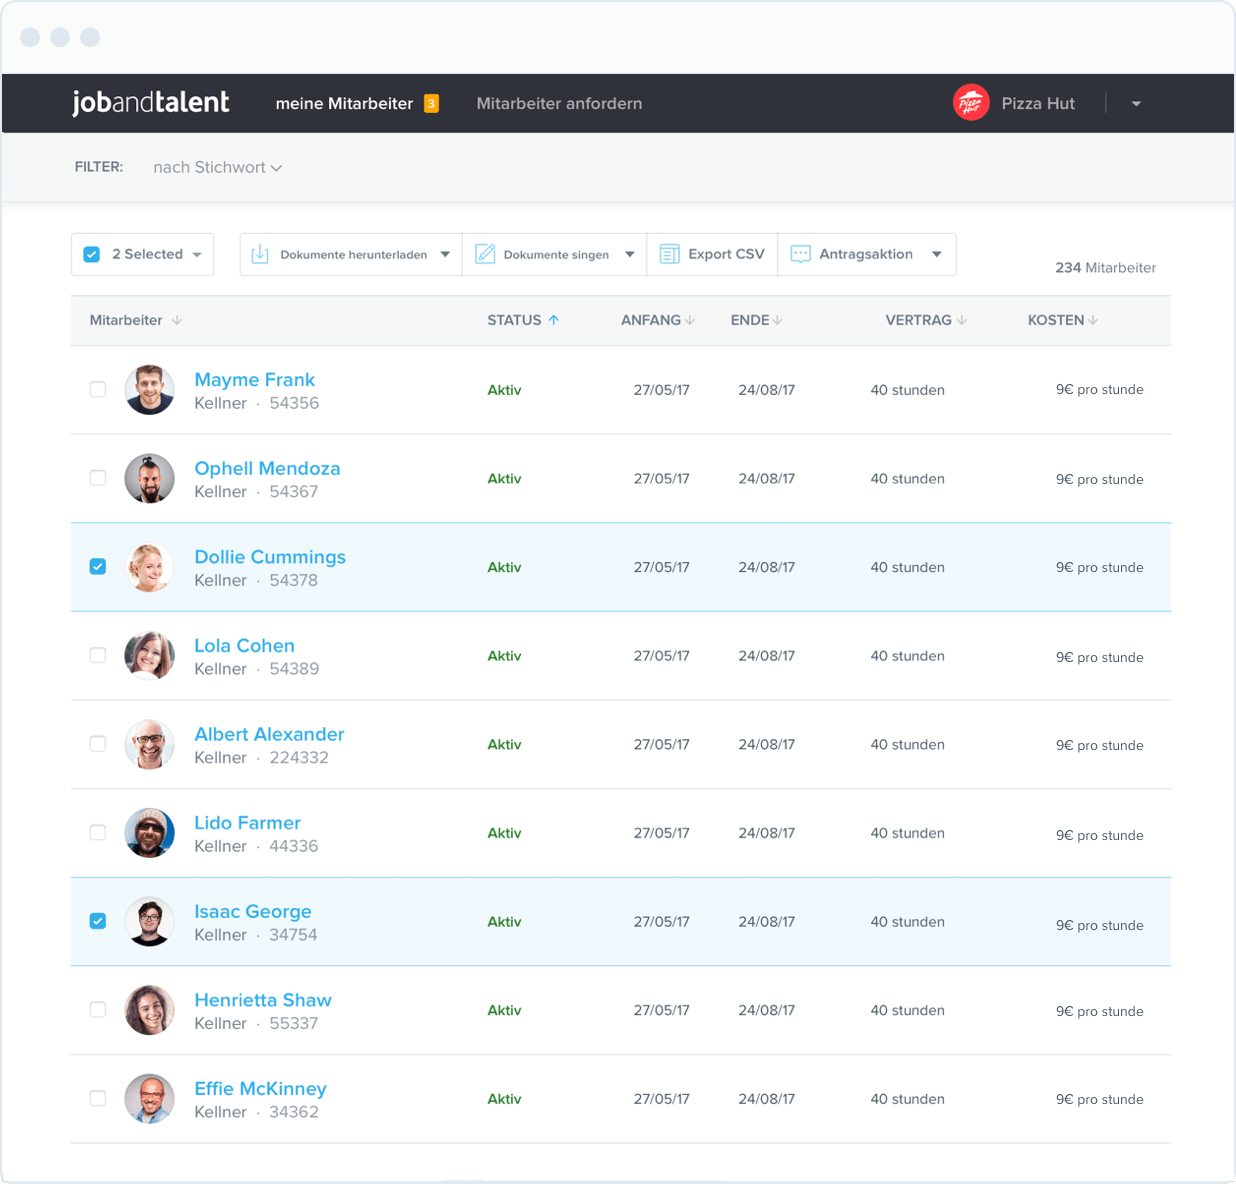 jobandtalent meine Mitarbeiter 3 Mitarbeiter anfordern Pizza Hut Pizza Hut
FILTER: nach Stichwort
2 Selected Dokumente herunterladen Dokumente singen Export CSV Antragsaktion
234 Mitarbeiter
Mitarbeiter STATUS ANFANG ENDE VERTRAG KOSTEN
Mayme Frank
Kellner · 54356
Aktiv 27/05/17 24/08/17 40 stunden 9€ pro stunde
Ophell Mendoza
Kellner · 54367
Aktiv 27/05/17 24/08/17 40 stunden 9€ pro stunde
Dollie Cummings
Kellner · 54378
Aktiv 27/05/17 24/08/17 40 stunden 9€ pro stunde
Lola Cohen
Kellner · 54389
Aktiv 27/05/17 24/08/17 40 stunden 9€ pro stunde
Albert Alexander
Kellner · 224332
Aktiv 27/05/17 24/08/17 40 stunden 9€ pro stunde
Lido Farmer
Kellner · 44336
Aktiv 27/05/17 24/08/17 40 stunden 9€ pro stunde
Isaac George
Kellner · 34754
Aktiv 27/05/17 24/08/17 40 stunden 9€ pro stunde
Henrietta Shaw
Kellner · 55337
Aktiv 27/05/17 24/08/17 40 stunden 9€ pro stunde
Effie McKinney
Kellner · 34362
Aktiv 27/05/17 24/08/17 40 stunden 9€ pro stunde